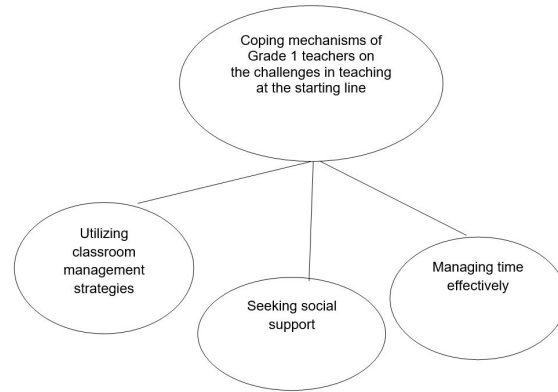 Coping mechanisms of
Grade 1 teachers on
the challenges in teaching
at the starting line
Utilizing
classroom
management
strategies
Seeking social
support
Managing time
effectively